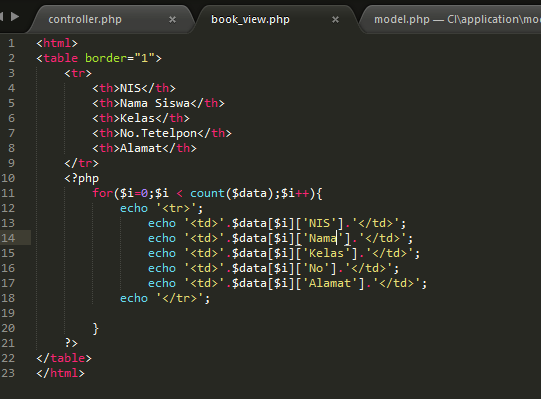 controller.php × book_view.php × model.php — CI\application\mo
1 <html>
2 <table border="1">
3 <tr>
4 <th>NIS</th>
5 <th>Nama Siswa</th>
6 <th>Kelas</th>
7 <th>No.Tetelpon</th>
8 <th>Alamat</th>
9 </tr>
10 <?php
11 for($i=0;$i < count($data);$i++){
12 echo '<tr>';
13 echo '<td>'.$data[$i]['NIS'].'</td>';
14 echo '<td>'.$data[$i]['Nama'].'</td>';
15 echo '<td>'.$data[$i]['Kelas'].'</td>';
16 echo '<td>'.$data[$i]['No'].'</td>';
17 echo '<td>'.$data[$i]['Alamat'].'</td>';
18 echo '</tr>';
19
20 }
21 ?>
22 </table>
23 </html>